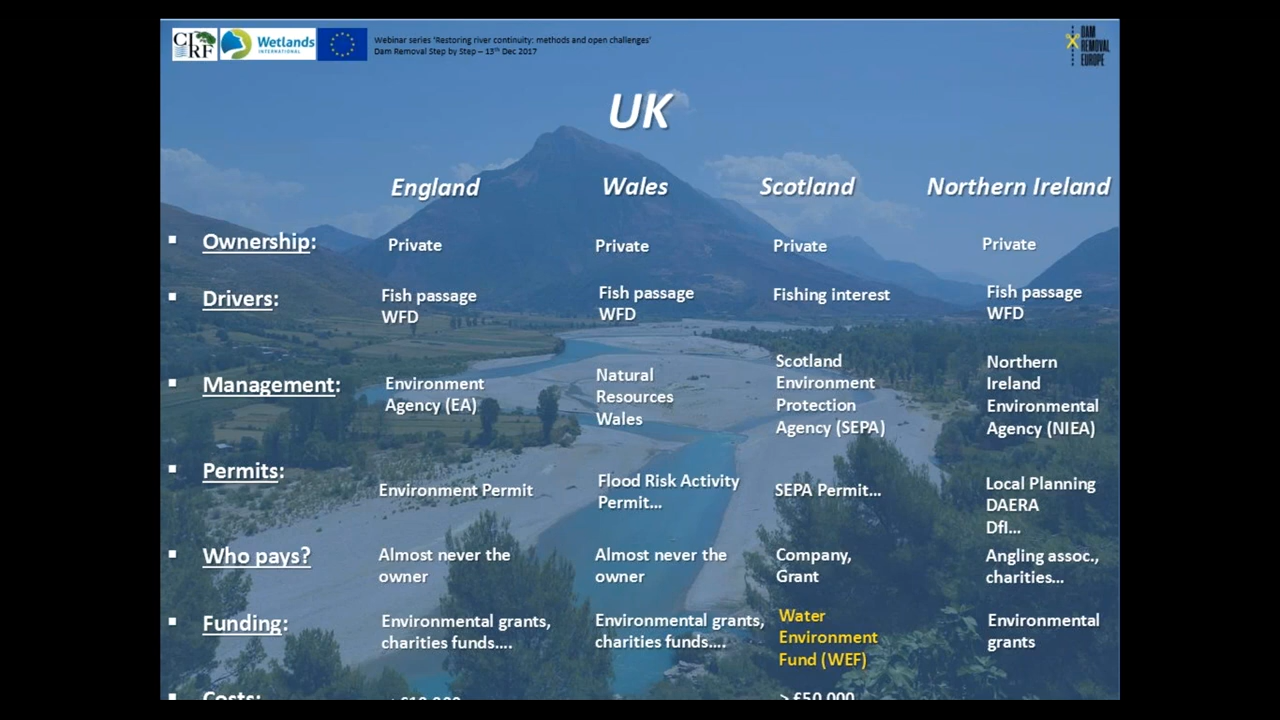 CIRF
Wetlands
INTERNATIONAL
Webinar series 'Restoring river continuity: methods and open challenges'
Dam Removal Step by Step – 13th Dec 2017
DAM
REMOVAL
EUROPE
UK
England Wales Scotland Northern Ireland
▪ Ownership: Private Private Private Private
▪ Drivers: Fish passage Fish passage Fishing interest Fish passage
WFD WFD WFD
▪ Management: Environment
Agency (EA)
Natural
Resources
Wales
Scotland
Environment
Protection
Agency (SEPA)
Northern
Ireland
Environmental
Agency (NIEA)
▪ Permits: Environment Permit
Flood Risk Activity
Permit...
SEPA Permit...
Local Planning
DAERA
DfI...
▪ Who pays? Almost never the
owner
Almost never the
owner
Company,
Grant
Angling assoc.,
charities...
▪ Funding: Environmental grants,
charities funds....
Environmental grants,
charities funds....
Water
Environment
Fund (WEF)
Environmental
grants
▪ Costs: > £50,000